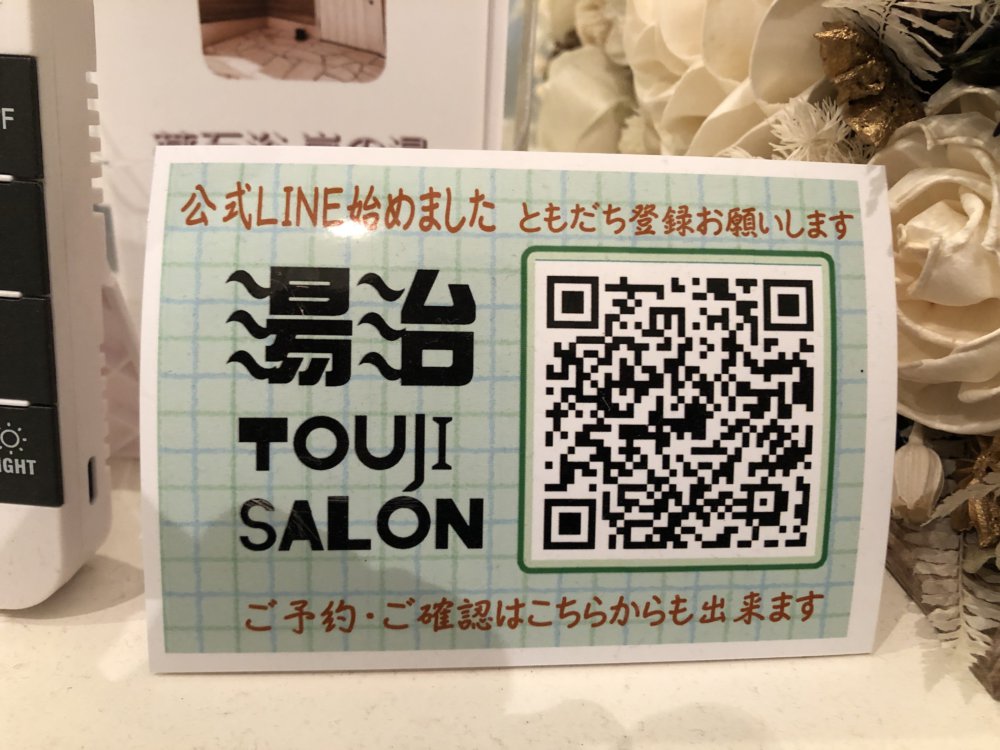 公式LINE始めました ともだち登録お願いします
湯治
TOUJI
SALON
ご予約・ご確認はこちらからも出来ます